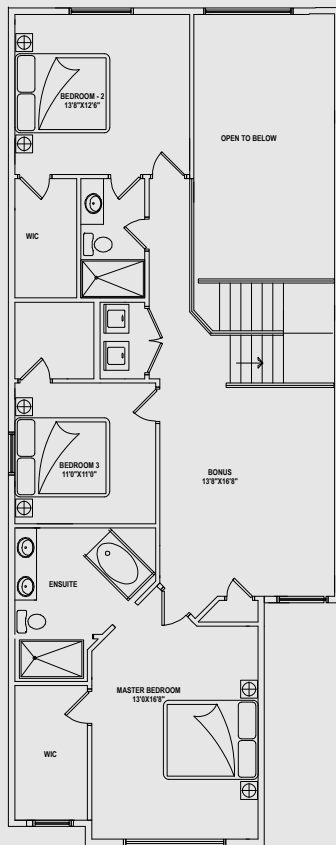 BEDROOM - 2
13'8"X12'6"
OPEN TO BELOW
WIC
BEDROOM 3
11'0"X11'0"
BONUS
13'8"X16'8"
ENSUITE
MASTER BEDROOM
13'0X16'8"
WIC